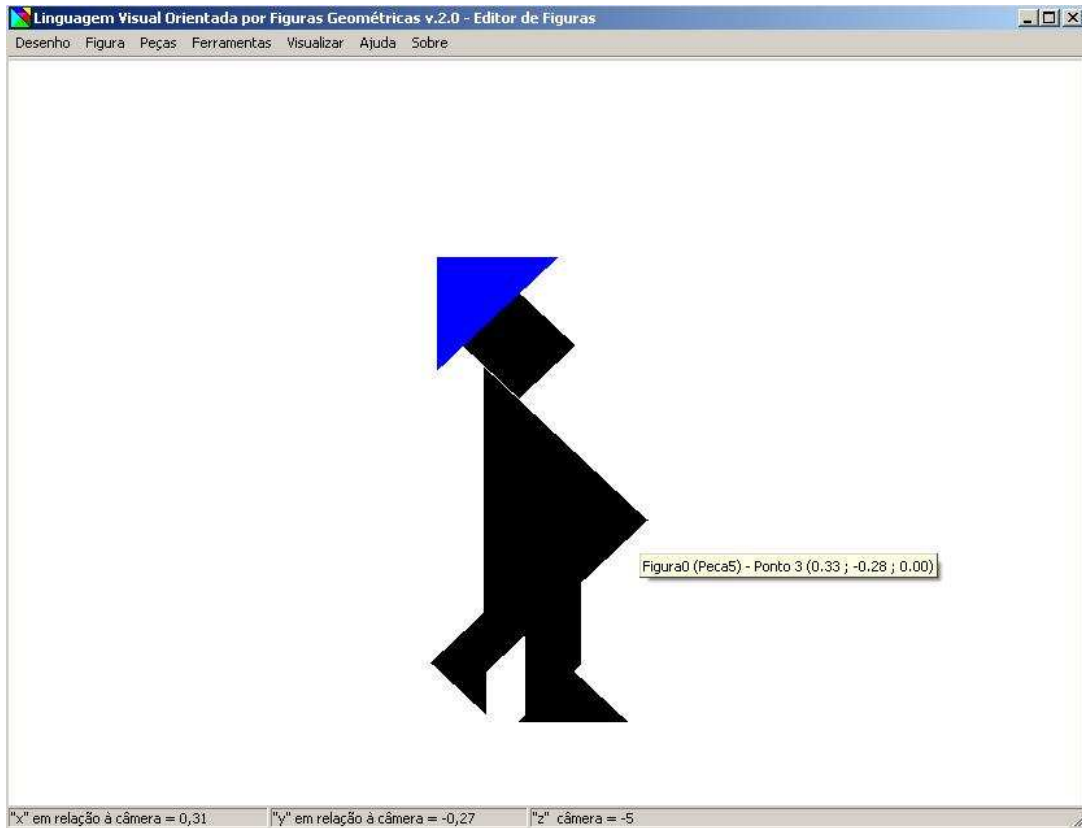 Linguagem Visual Orientada por Figuras Geométricas v.2.0 - Editor de Figuras
Desenho Figura Peças Ferramentas Visualizar Ajuda Sobre
Figura0 (Peca5) - Ponto 3 (0.33 ; -0.28 ; 0.00)
"x" em relação à câmera = 0,31 "y" em relação à câmera = -0,27 "z" câmera = -5